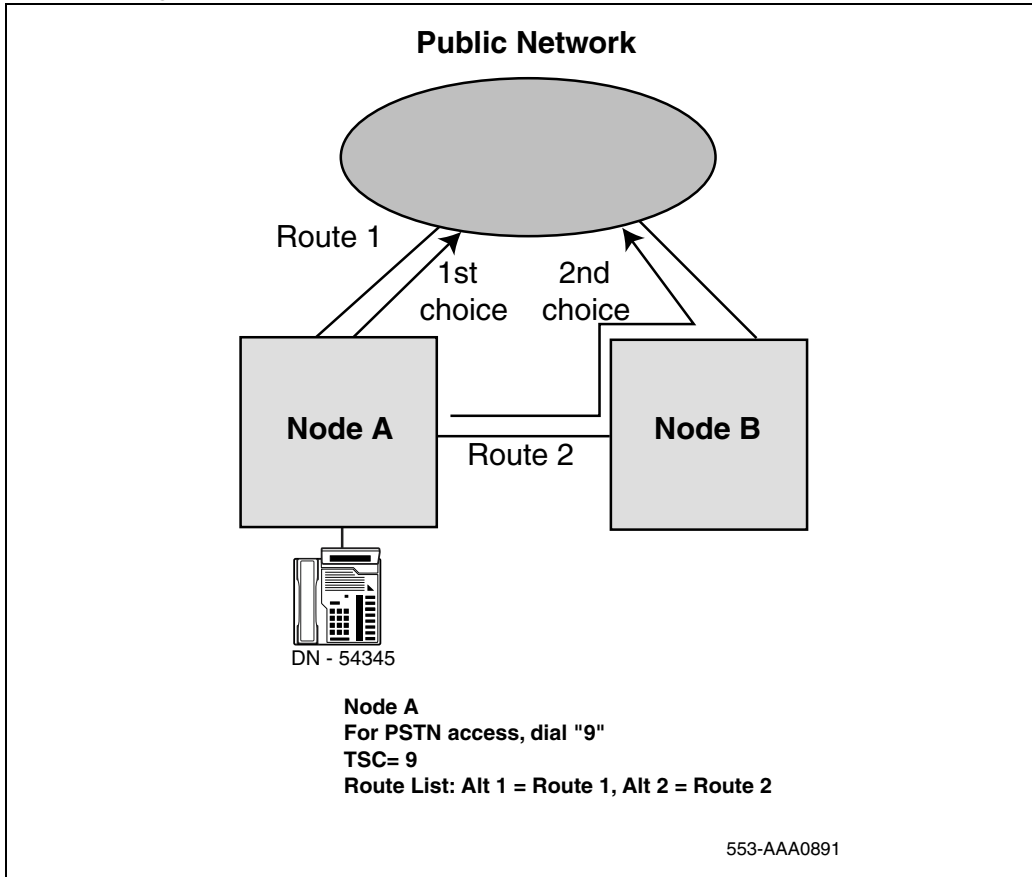 Public Network
Route 1
1st
choice
2nd
choice
Node A
Node B
Route 2
DN - 54345
Node A
For PSTN access, dial "9"
TSC= 9
Route List: Alt 1 = Route 1, Alt 2 = Route 2
553-AAA0891